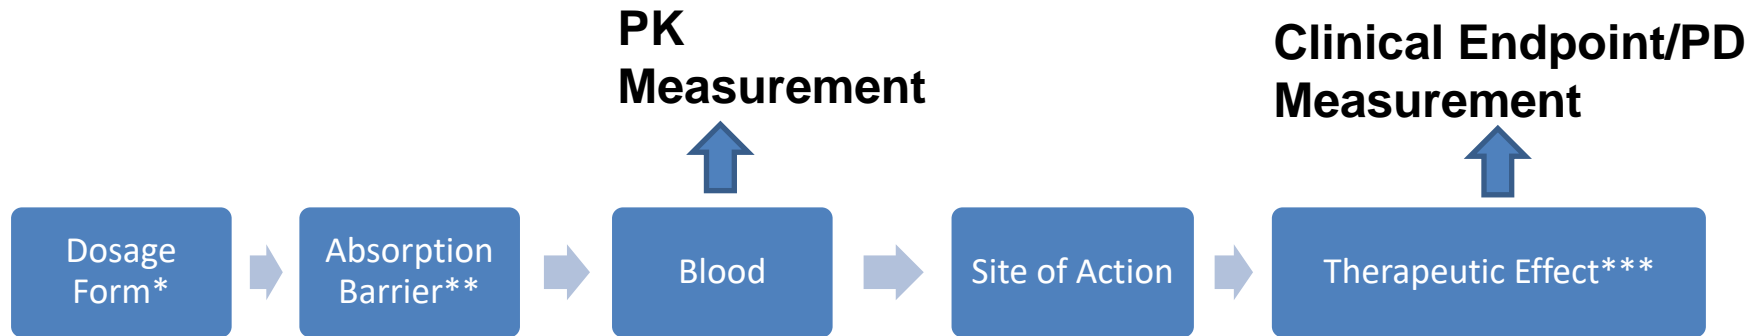 PK
Measurement
Clinical Endpoint/PD
Measurement
Dosage
Form*
Absorption
Barrier**
Blood
Site of Action
Therapeutic Effect***